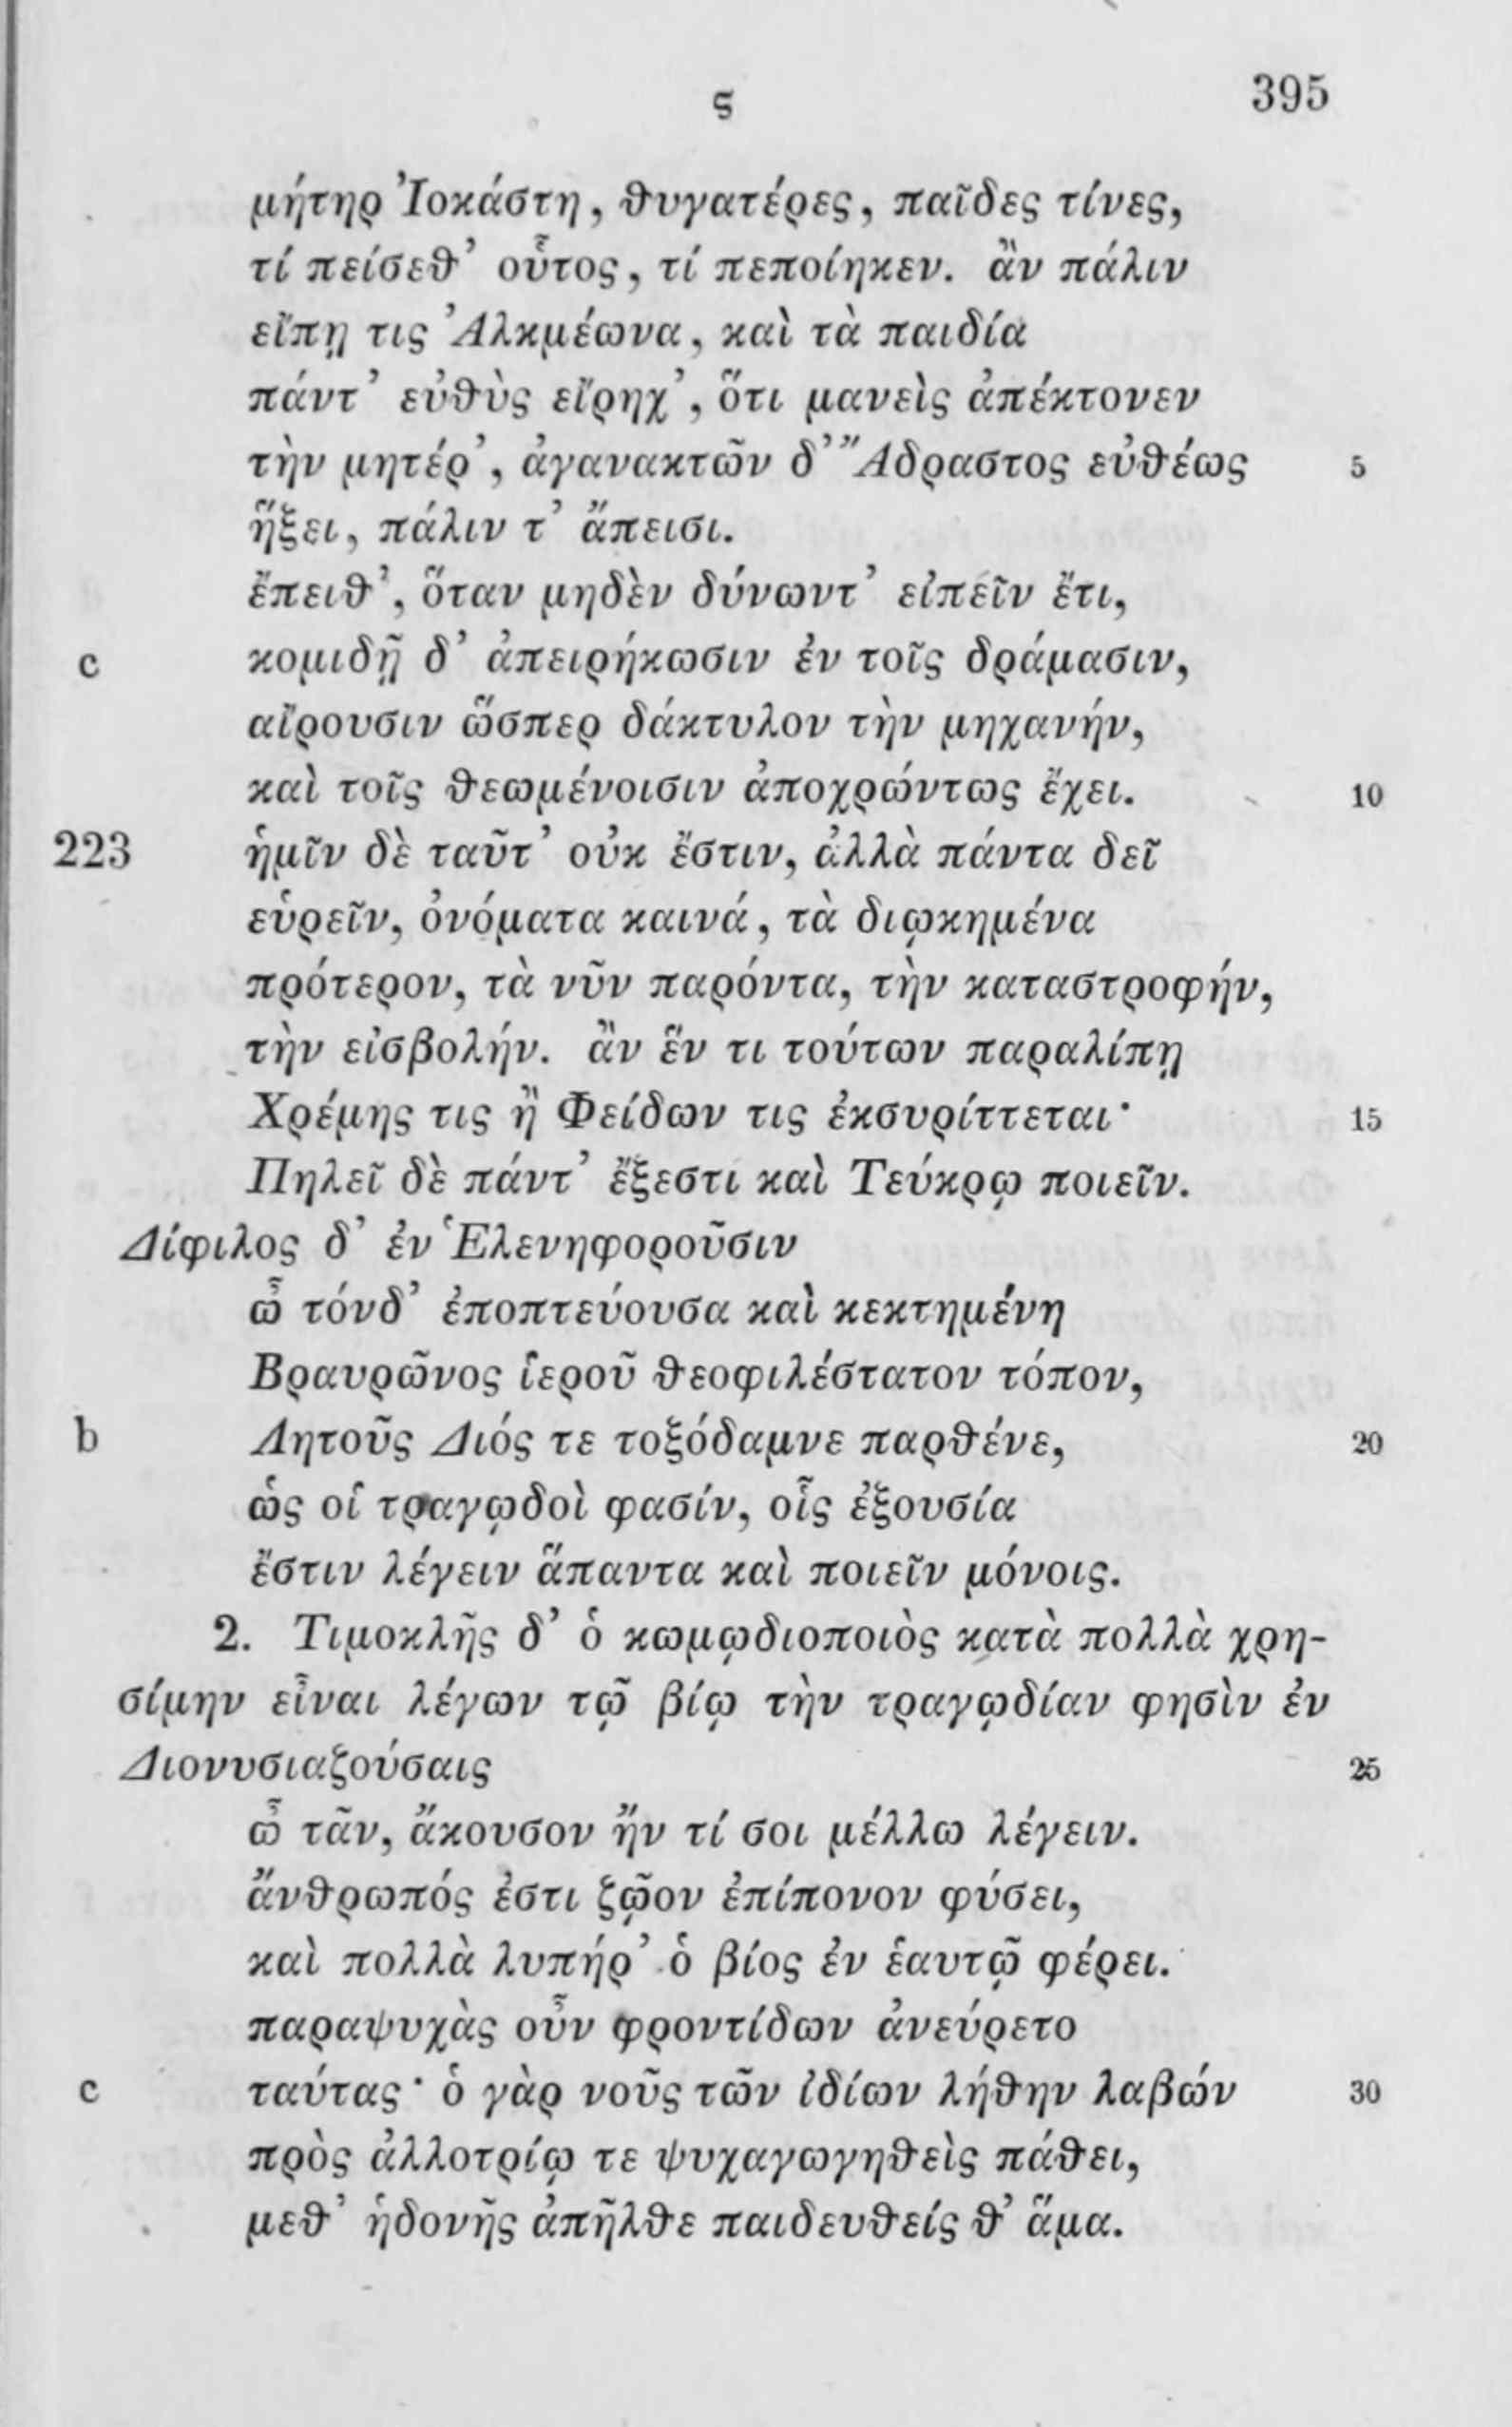 ς 395
μήτηρ Ἰοκάστη, θυγατέρες, παῖδες τίνες,
τί πείσεθ᾽ οὗτος, τί πεποίηκεν. ἂν πάλιν
εἴπῃ τις Ἀλκμέωνα, καὶ τὰ παιδία
πάντ᾽ εὐθὺς εἴρηχ᾽, ὅτι μανεὶς ἀπέκτονεν
τὴν μητέρ᾽, ἀγανακτῶν δ᾽ Ἄδραστος εὐθέως 5
ἥξει, πάλιν τ᾽ ἄπεισι.
ἔπειθ᾽, ὅταν μηδὲν δύνωντ᾽ εἰπεῖν ἔτι,
c κομιδῇ δ᾽ ἀπειρήκωσιν ἐν τοῖς δράμασιν,
αἴρουσιν ὥσπερ δάκτυλον τὴν μηχανήν,
καὶ τοῖς θεωμένοισιν ἀποχρώντως ἔχει. 10
223 ἡμῖν δὲ ταῦτ᾽ οὐκ ἔστιν, ἀλλὰ πάντα δεῖ
εὑρεῖν, ὀνόματα καινά, τὰ διῳκημένα
πρότερον, τὰ νῦν παρόντα, τὴν καταστροφήν,
τὴν εἰσβολήν. ἂν ἕν τι τούτων παραλίπῃ
Χρέμης τις ἢ Φείδων τις ἐκσυρίττεται· 15
Πηλεῖ δὲ πάντ᾽ ἔξεστι καὶ Τεύκρῳ ποιεῖν.
Δίφιλος δ᾽ ἐν Ἑλενηφοροῦσιν
ὦ τόνδ᾽ ἐποπτεύουσα καὶ κεκτημένη
Βραυρῶνος ἱεροῦ θεοφιλέστατον τόπον,
b Λητοῦς Διός τε τοξόδαμνε παρθένε, 20
ὡς οἱ τραγῳδοὶ φασίν, οἷς ἐξουσία
ἔστιν λέγειν ἅπαντα καὶ ποιεῖν μόνοις.
2. Τιμοκλῆς δ᾽ ὁ κωμῳδιοποιὸς κατὰ πολλὰ χρη-
σίμην εἶναι λέγων τῷ βίῳ τὴν τραγῳδίαν φησὶν ἐν
Διονυσιαζούσαις 25
ὦ τᾶν, ἄκουσον ἤν τί σοι μέλλω λέγειν.
ἄνθρωπός ἐστι ζῷον ἐπίπονον φύσει,
καὶ πολλὰ λυπήρ᾽ ὁ βίος ἐν ἑαυτῷ φέρει.
παραψυχὰς οὖν φροντίδων ἀνεύρετο
c ταύτας· ὁ γὰρ νοῦς τῶν ἰδίων λήθην λαβών 30
πρὸς ἀλλοτρίῳ τε ψυχαγωγηθεὶς πάθει,
μεθ᾽ ἡδονῆς ἀπῆλθε παιδευθείς θ᾽ ἅμα.